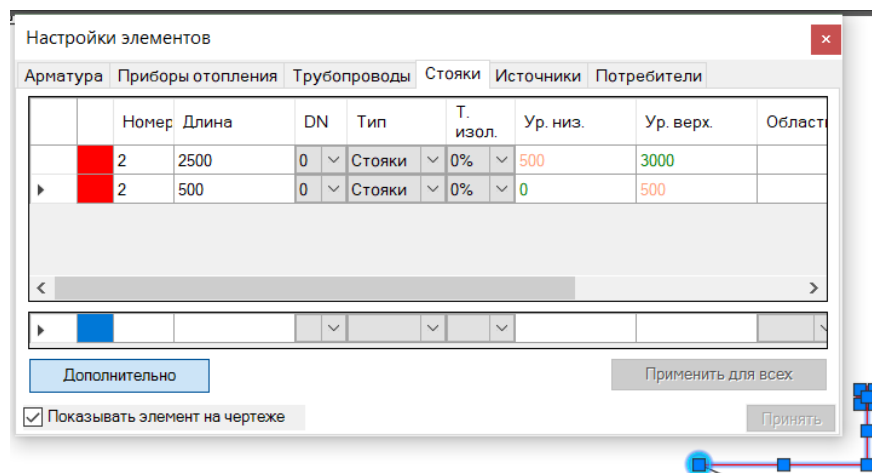 Настройки элементов
Арматура Приборы отопления Трубопроводы Стояки Источники Потребители
Номер Длина DN Тип Т. изол. Ур. низ. Ур. верх. Област
2 2500 0 Стояки 0% 500 3000
2 500 0 Стояки 0% 0 500
Дополнительно Применить для всех
Показывать элемент на чертеже Принять